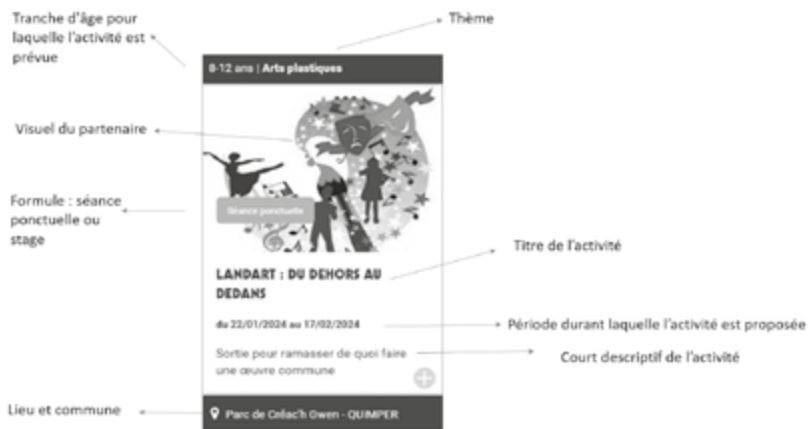 Tranche d'âge pour
laquelle l'activité est
prévue
Thème
8-12 ans | Arts plastiques
Visuel du partenaire
Formule : séance
ponctuelle ou
stage
Séance ponctuelle
Titre de l'activité
LANDART : DU DEHORS AU
DEDANS
du 22/01/2024 au 17/02/2024
Période durant laquelle l'activité est proposée
Sortie pour ramasser de quoi faire
une œuvre commune
Court descriptif de l'activité
Lieu et commune
Parc de Créac'h Gwen - QUIMPER